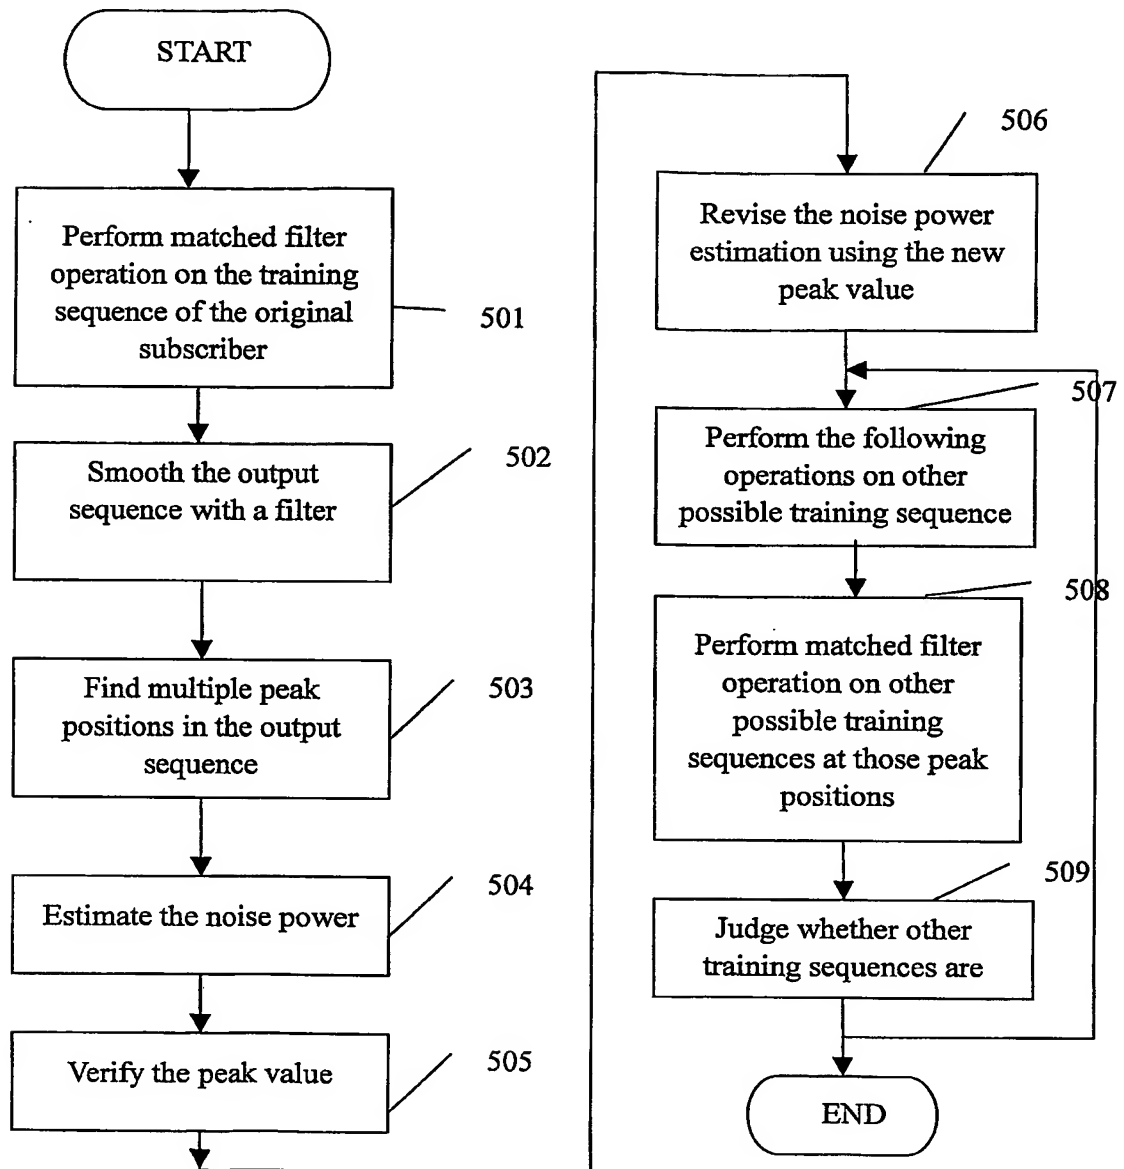 START
Perform matched filter
operation on the training
sequence of the original
subscriber
501
Smooth the output
sequence with a filter
502
Find multiple peak
positions in the output
sequence
503
Estimate the noise power
504
Verify the peak value
505
506
Revise the noise power
estimation using the new
peak value
507
Perform the following
operations on other
possible training sequence
508
Perform matched filter
operation on other
possible training
sequences at those peak
positions
509
Judge whether other
training sequences are
END